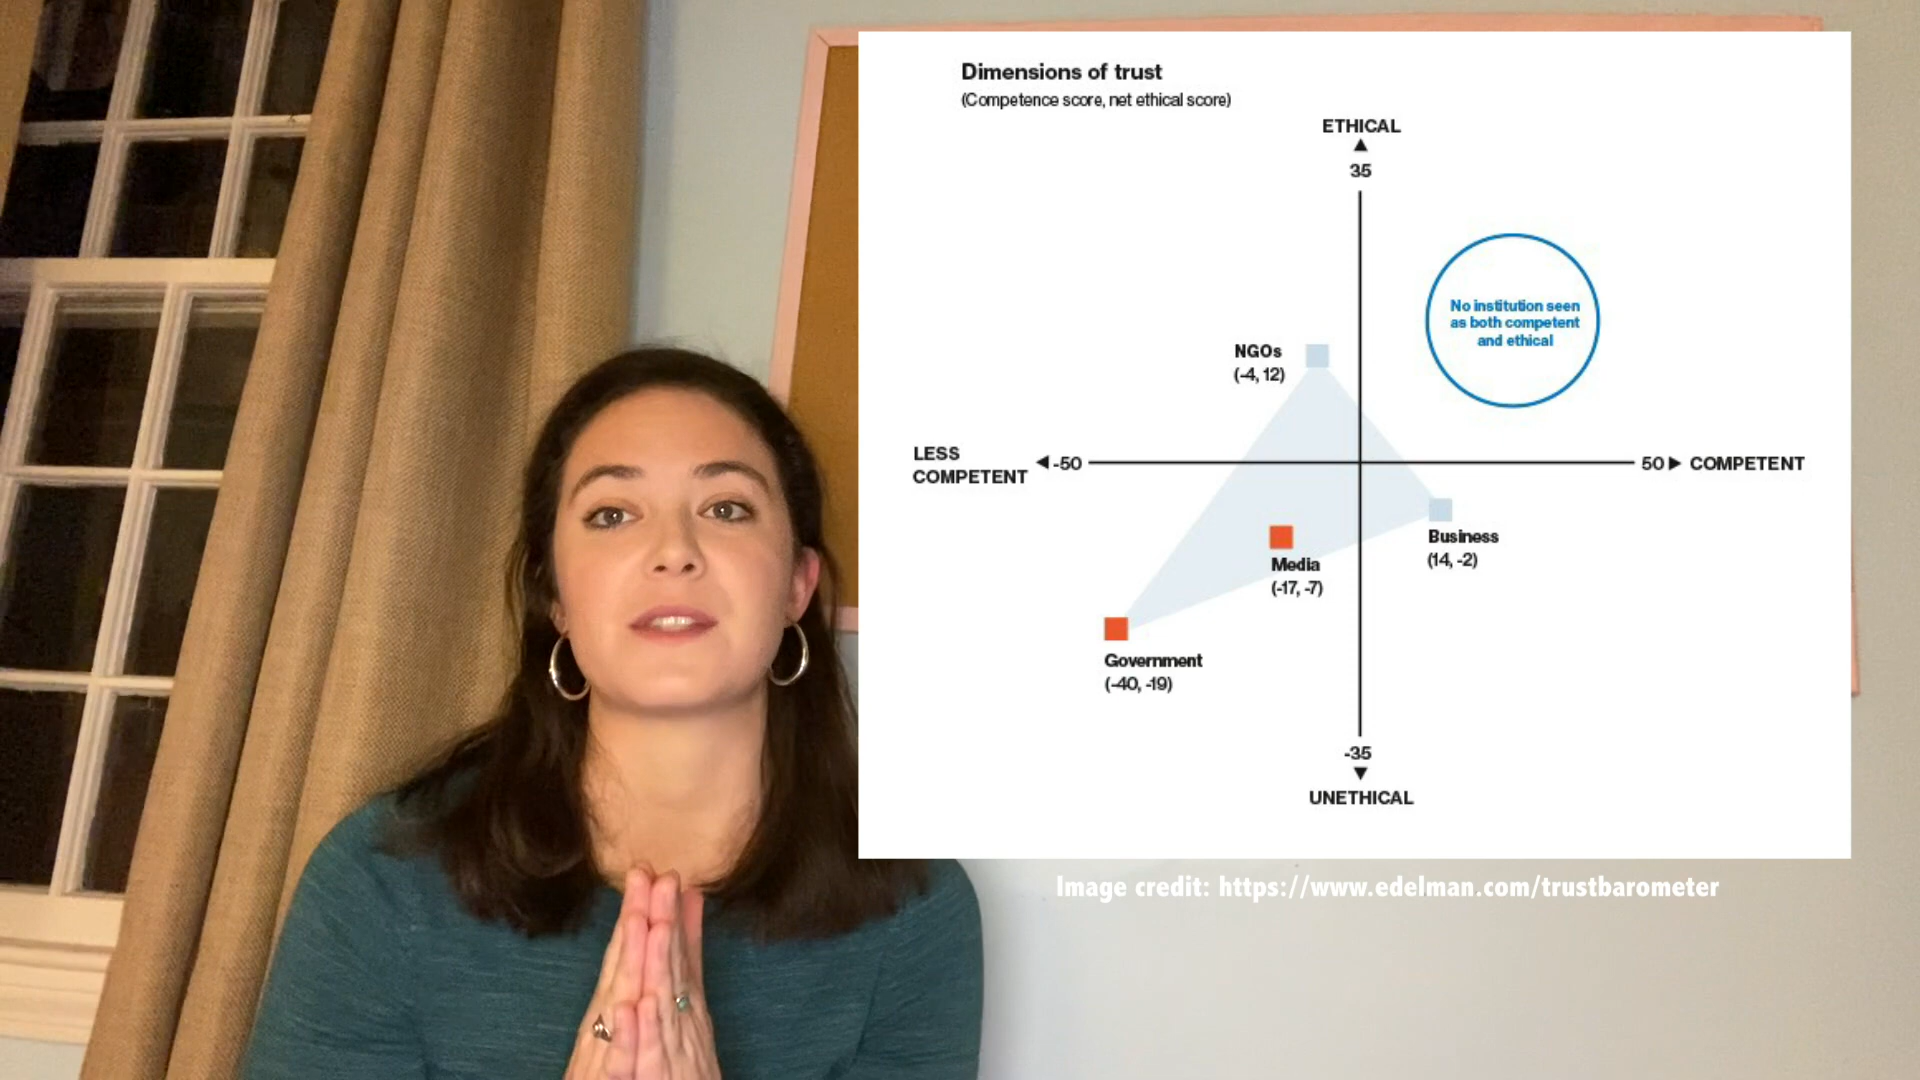 Dimensions of trust
(Competence score, net ethical score)
ETHICAL
35
No institution seen
as both competent
and ethical
NGOs
(-4, 12)
LESS
COMPETENT
-50
50
COMPETENT
Business
(14, -2)
Media
(-17, -7)
Government
(-40, -19)
-35
UNETHICAL
Image credit: https://www.edelman.com/trustbarometer